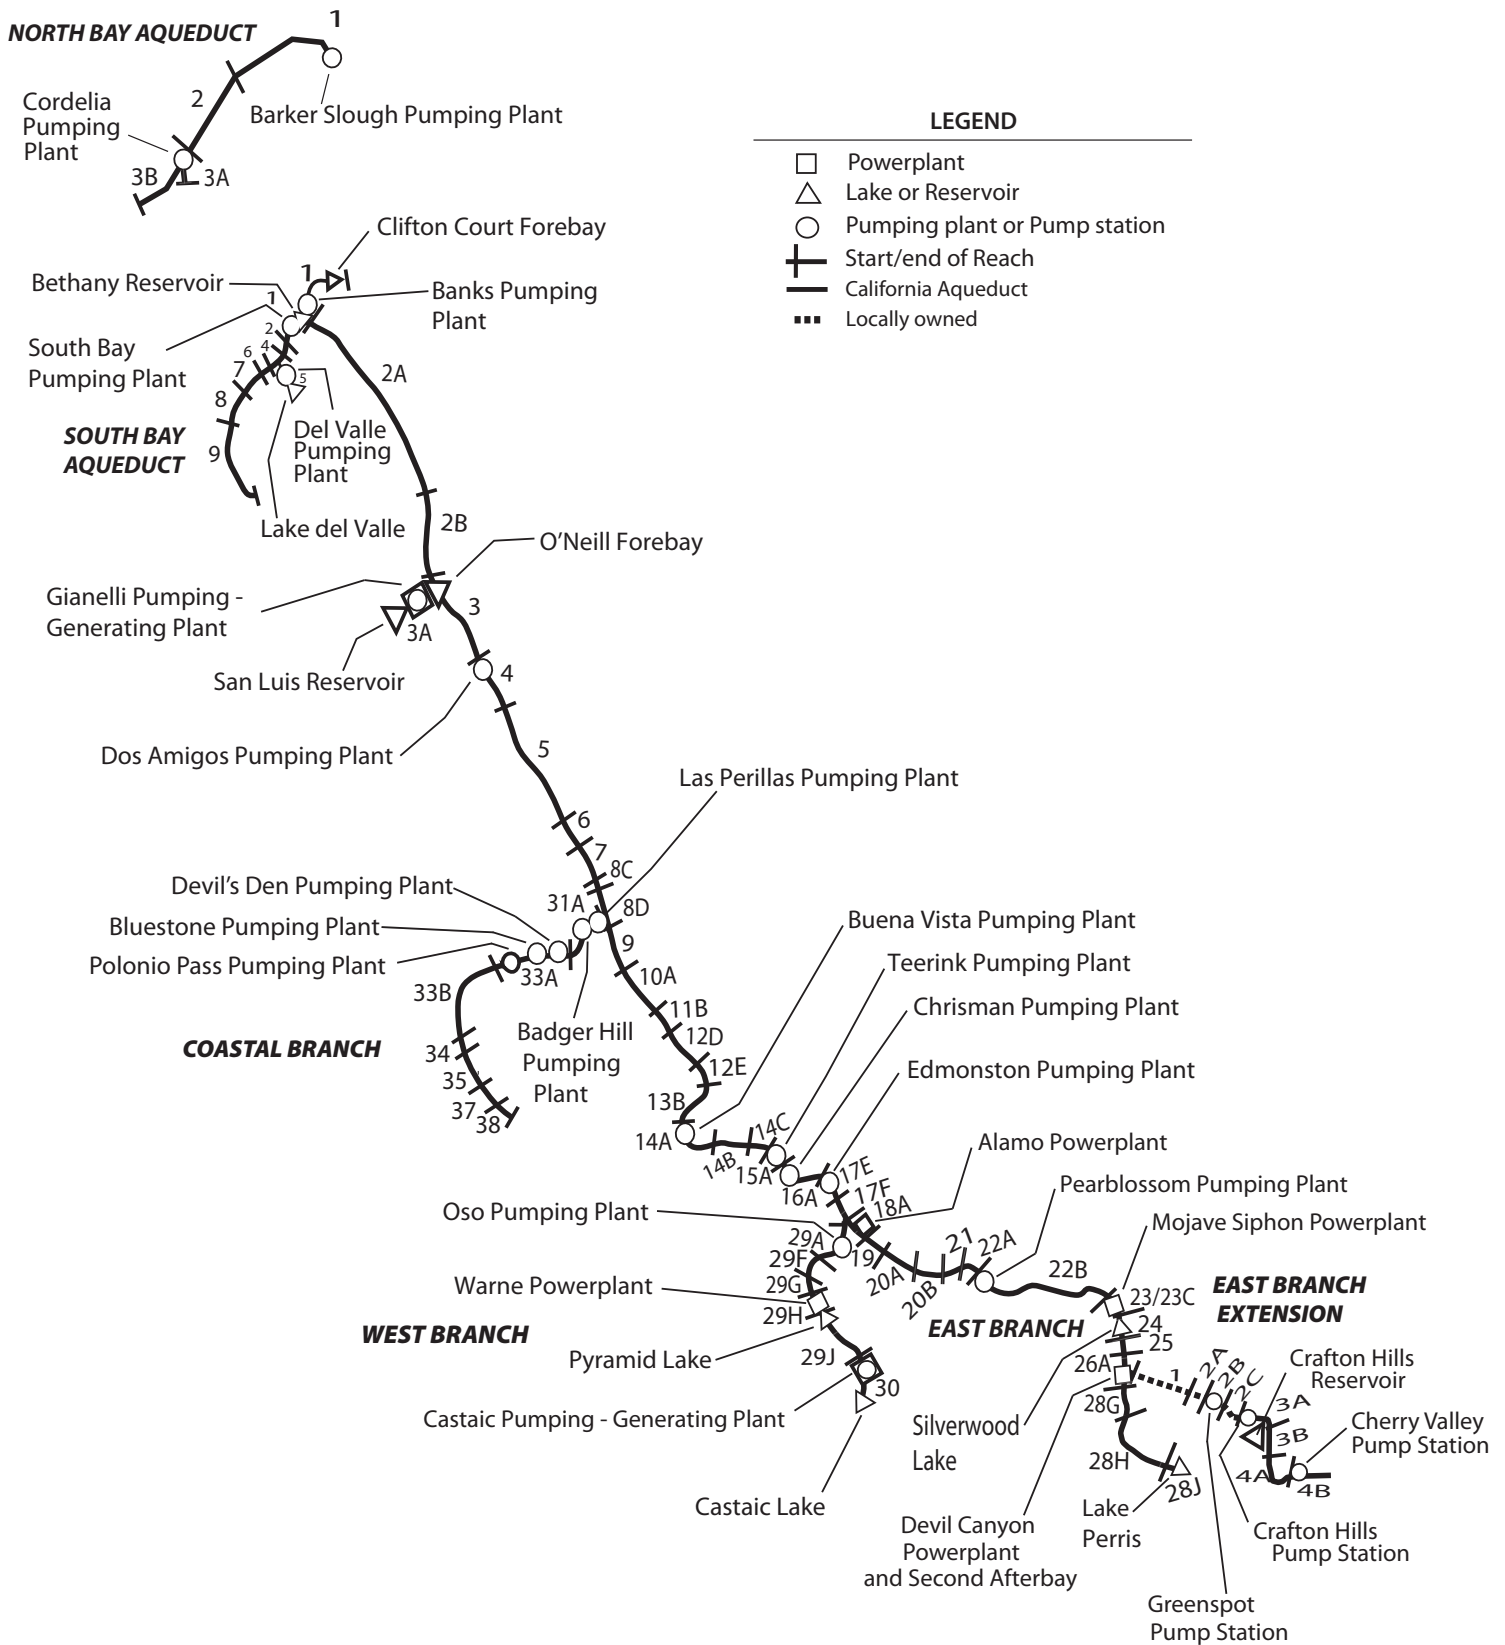 NORTH BAY AQUEDUCT
1
2
Cordelia
Pumping
Plant
Barker Slough Pumping Plant
3B
3A
LEGEND
Powerplant
Lake or Reservoir
Pumping plant or Pump station
Start/end of Reach
California Aqueduct
Locally owned
Clifton Court Forebay
Bethany Reservoir
1
1
Banks Pumping
Plant
South Bay
Pumping Plant
2
4
6
7
5
8
9
2A
SOUTH BAY
AQUEDUCT
Del Valle
Pumping
Plant
Lake del Valle
2B
O'Neill Forebay
Gianelli Pumping -
Generating Plant
3
3A
San Luis Reservoir
4
Dos Amigos Pumping Plant
5
Las Perillas Pumping Plant
6
7
8C
Devil's Den Pumping Plant
31A
8D
Bluestone Pumping Plant
Polonio Pass Pumping Plant
33A
33B
9
10A
Buena Vista Pumping Plant
Teerink Pumping Plant
Chrisman Pumping Plant
11B
12D
COASTAL BRANCH
Badger Hill
Pumping
Plant
34
35
37
38
12E
Edmonston Pumping Plant
13B
14A
14B
14C
15A
16A
17E
17F
18A
Alamo Powerplant
Pearblossom Pumping Plant
Mojave Siphon Powerplant
Oso Pumping Plant
29A
29F
19
20A
20B
21
22A
22B
29G
29H
Warne Powerplant
WEST BRANCH
EAST BRANCH
23/23C
EAST BRANCH
EXTENSION
24
25
26A
Pyramid Lake
29J
30
Castaic Pumping - Generating Plant
Castaic Lake
Silverwood
Lake
28G
28H
28J
1
2A
2B
2C
3A
3B
4A
4B
Crafton Hills
Reservoir
Cherry Valley
Pump Station
Lake
Perris
Devil Canyon
Powerplant
and Second Afterbay
Crafton Hills
Pump Station
Greenspot
Pump Station